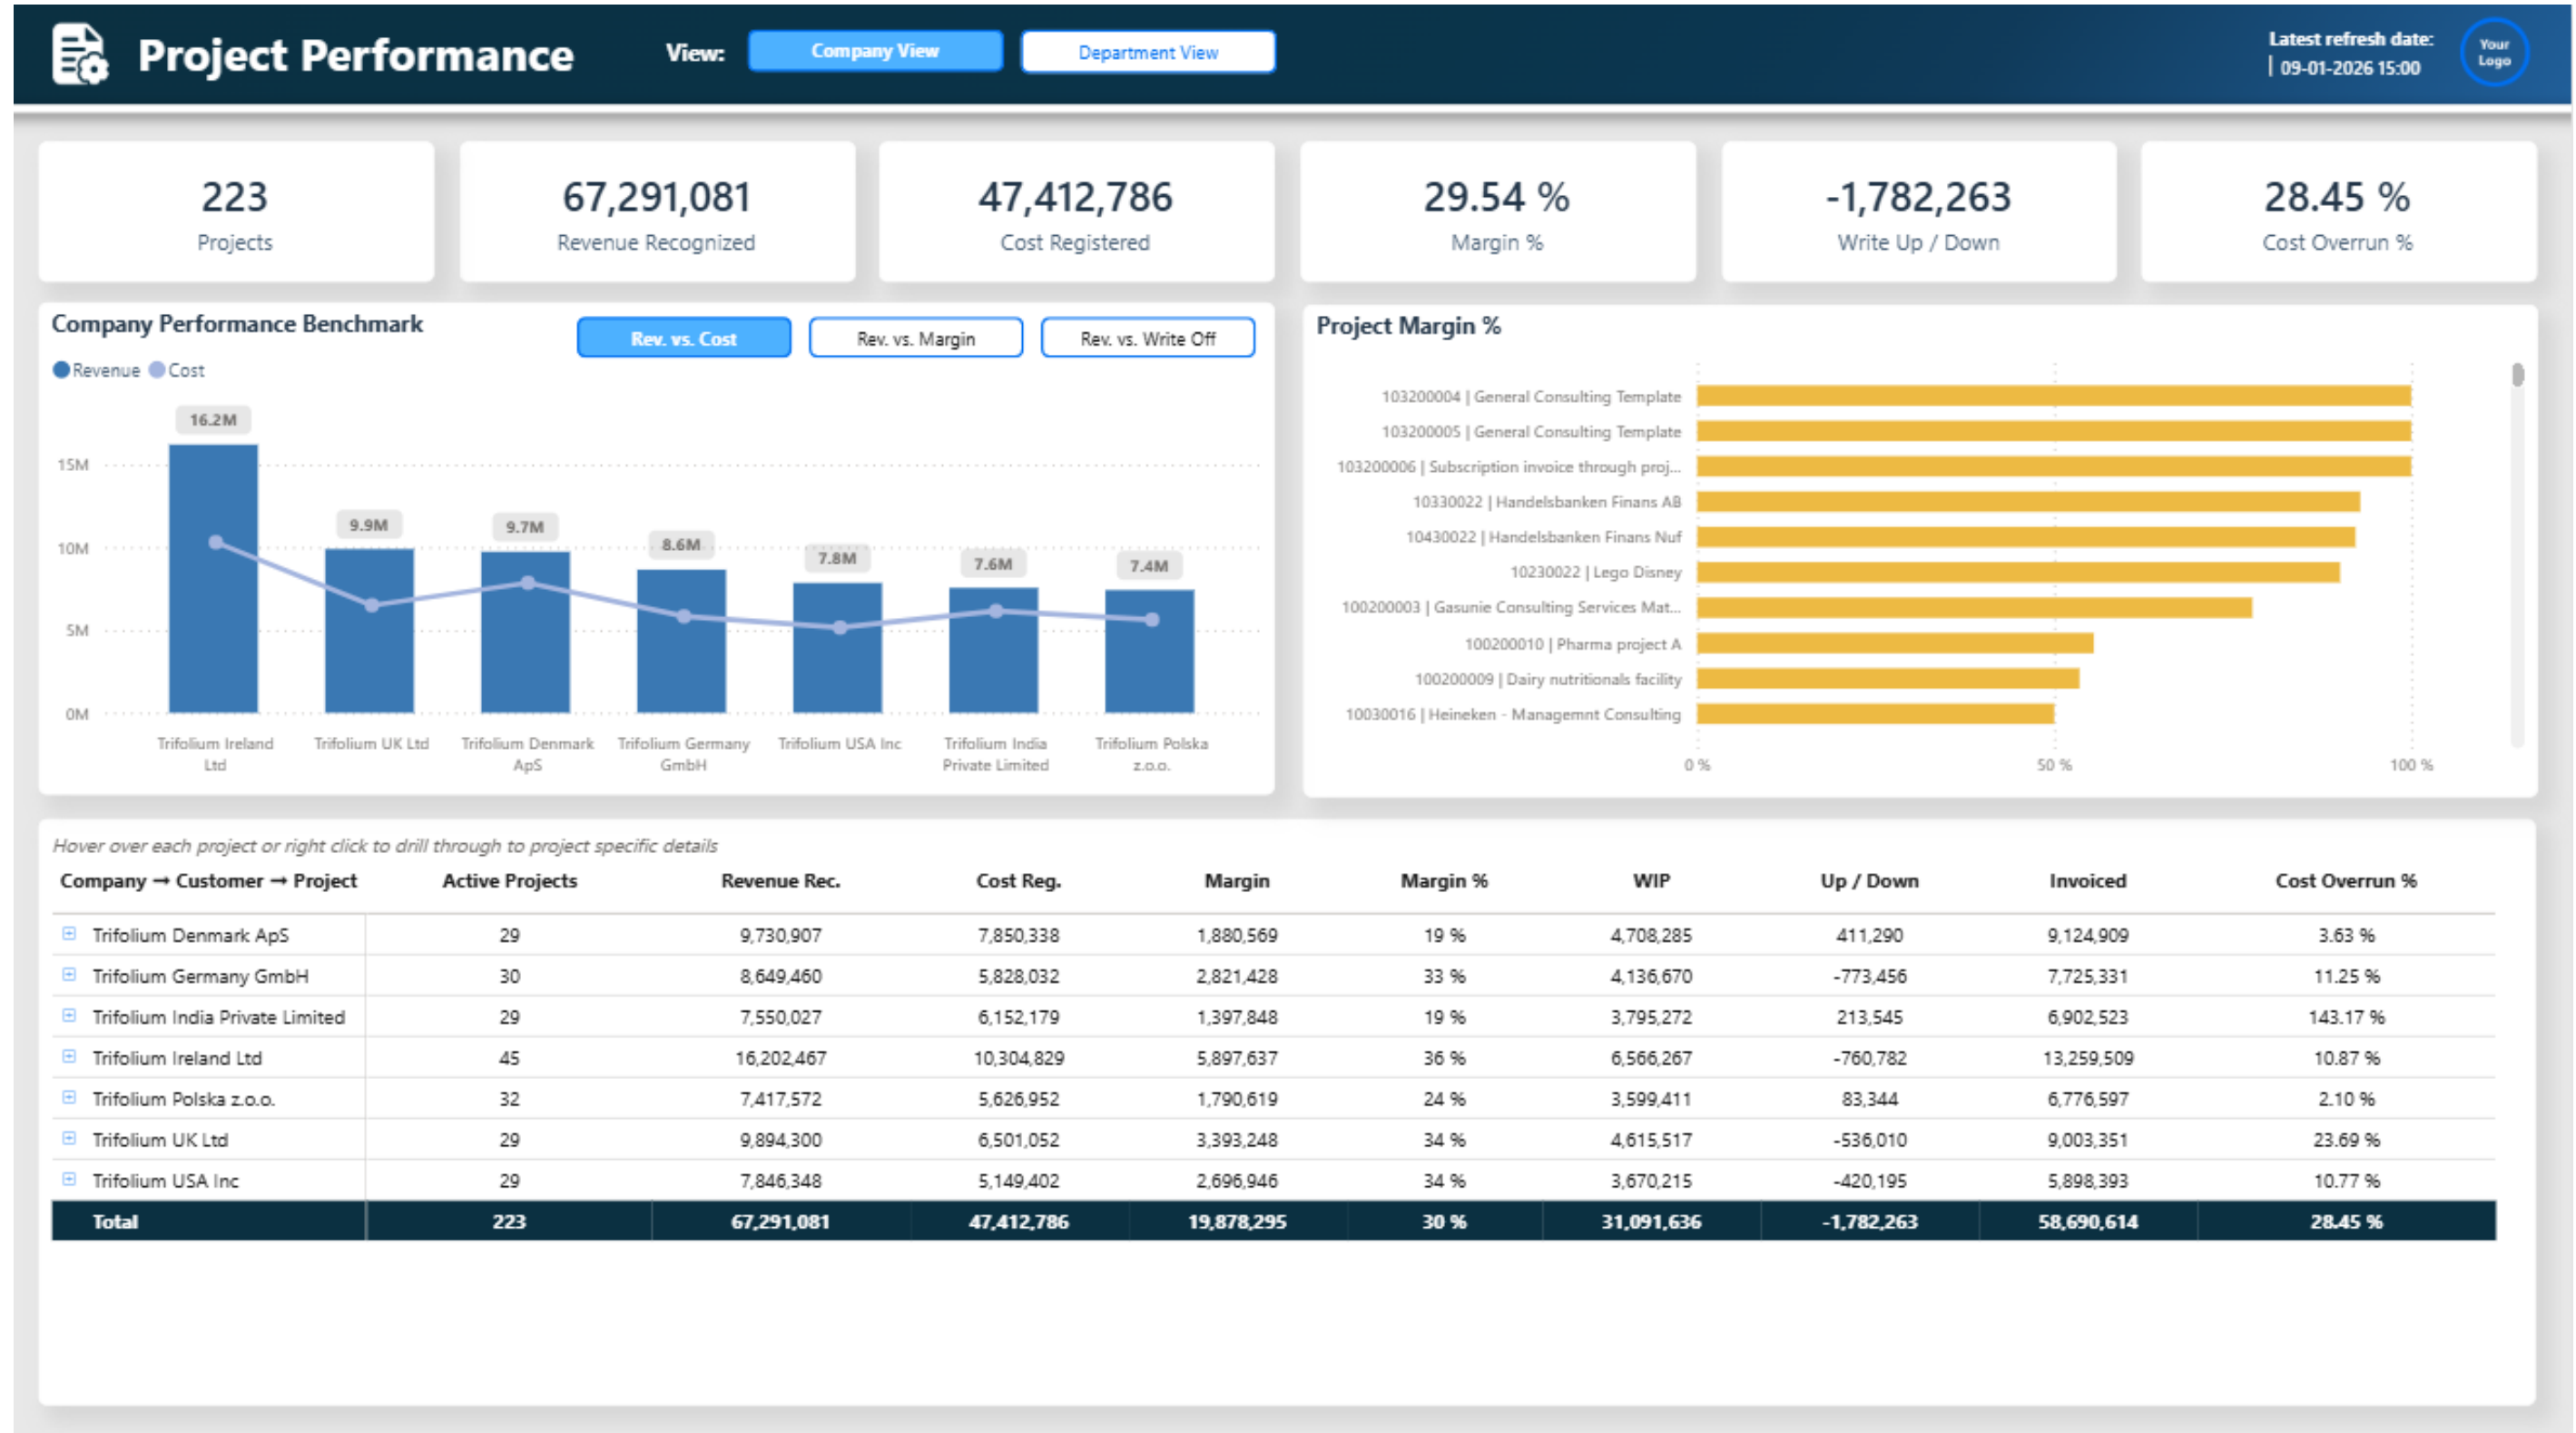 Project Performance
View:
Company View
Department View
Latest refresh date:
09-01-2026 15:00
Your
Logo
223
Projects
67,291,081
Revenue Recognized
47,412,786
Cost Registered
29.54 %
Margin %
-1,782,263
Write Up / Down
28.45 %
Cost Overrun %
Company Performance Benchmark
Rev. vs. Cost
Rev. vs. Margin
Rev. vs. Write Off
Revenue Cost
15M
10M
5M
0M
16.2M
9.9M
9.7M
8.6M
7.8M
7.6M
7.4M
Trifolium Ireland
Ltd
Trifolium UK Ltd
Trifolium Denmark
ApS
Trifolium Germany
GmbH
Trifolium USA Inc
Trifolium India
Private Limited
Trifolium Polska
z.o.o.
Project Margin %
103200004 | General Consulting Template
103200005 | General Consulting Template
103200006 | Subscription invoice through proj...
10330022 | Handelsbanken Finans AB
10430022 | Handelsbanken Finans Nuf
10230022 | Lego Disney
100200003 | Gasunie Consulting Services Mat...
100200010 | Pharma project A
100200009 | Dairy nutritionals facility
10030016 | Heineken - Managemnt Consulting
0 %
50 %
100 %
Hover over each project or right click to drill through to project specific details
Company → Customer → Project Active Projects Revenue Rec. Cost Reg. Margin Margin % WIP Up / Down Invoiced Cost Overrun %
Trifolium Denmark ApS 29 9,730,907 7,850,338 1,880,569 19 % 4,708,285 411,290 9,124,909 3.63 %
Trifolium Germany GmbH 30 8,649,460 5,828,032 2,821,428 33 % 4,136,670 -773,456 7,725,331 11.25 %
Trifolium India Private Limited 29 7,550,027 6,152,179 1,397,848 19 % 3,795,272 213,545 6,902,523 143.17 %
Trifolium Ireland Ltd 45 16,202,467 10,304,829 5,897,637 36 % 6,566,267 -760,782 13,259,509 10.87 %
Trifolium Polska z.o.o. 32 7,417,572 5,626,952 1,790,619 24 % 3,599,411 83,344 6,776,597 2.10 %
Trifolium UK Ltd 29 9,894,300 6,501,052 3,393,248 34 % 4,615,517 -536,010 9,003,351 23.69 %
Trifolium USA Inc 29 7,846,348 5,149,402 2,696,946 34 % 3,670,215 -420,195 5,898,393 10.77 %
Total 223 67,291,081 47,412,786 19,878,295 30 % 31,091,636 -1,782,263 58,690,614 28.45 %